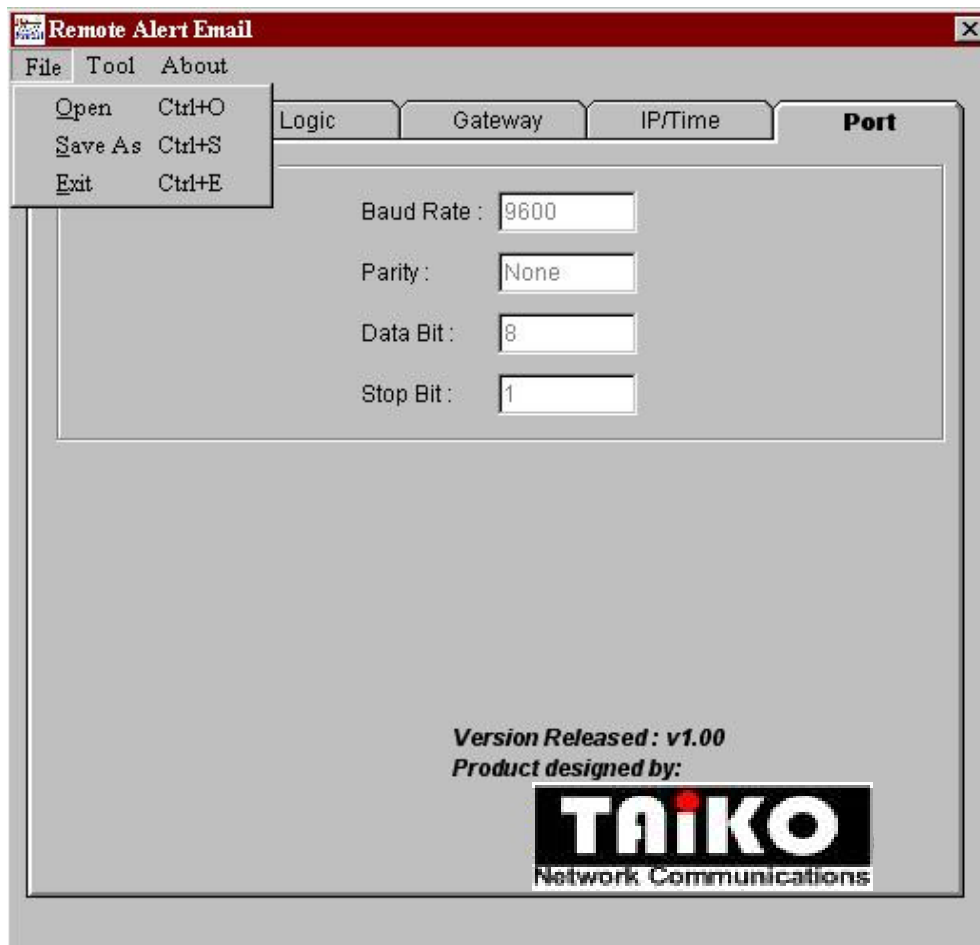 Remote Alert Email
File Tool About
Open Ctrl+O
Save As Ctrl+S
Exit Ctrl+E
Logic Gateway IP/Time Port
Baud Rate : 9600
Parity : None
Data Bit : 8
Stop Bit : 1
Version Released : v1.00
Product designed by:
TAiKO
Network Communications